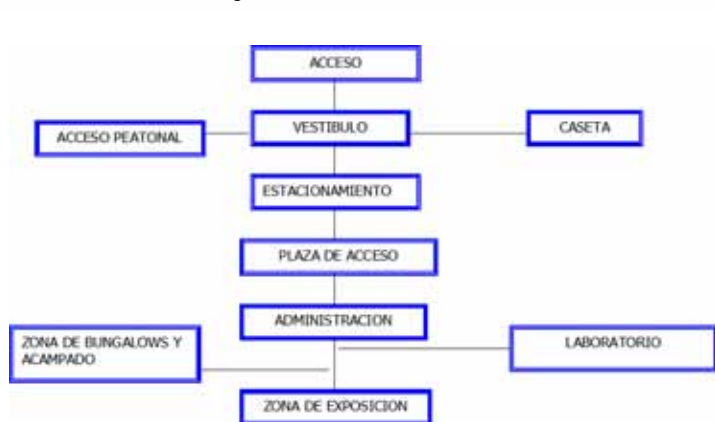 ACCESO
ACCESO PEATONAL
VESTIBULO
CASETA
ESTACIONAMIENTO
PLAZA DE ACCESO
ADMINISTRACION
ZONA DE BUNGALOWS Y
ACAMPADO
LABORATORIO
ZONA DE EXPOSICION